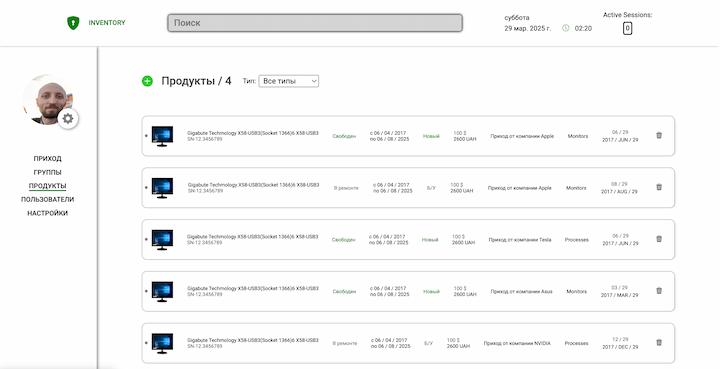 INVENTORY
Поиск
суббота
29 мар. 2025 г.
02:20
Active Sessions:
0
ПРИХОД
ГРУППЫ
ПРОДУКТЫ
ПОЛЬЗОВАТЕЛИ
НАСТРОЙКИ
Продукты / 4
Тип:
Все типы
Gigabute Technology X58-USB3(Socket 1366)6 X58-USB3
SN-12.3456789
Свободен
с 06 / 04 / 2017
по 06 / 08 / 2025
Новый
100 $
2600 UAH
Приход от компании Apple
Monitors
06 / 29
2017 / JUN / 29
Gigabute Technology X58-USB3(Socket 1366)6 X58-USB3
SN-12.3456789
В ремонте
с 06 / 04 / 2017
по 06 / 08 / 2025
Б/У
100 $
2600 UAH
Приход от компании Apple
Monitors
08 / 29
2017 / AUG / 29
Gigabute Technology X58-USB3(Socket 1366)6 X58-USB3
SN-12.3456789
Свободен
с 06 / 04 / 2017
по 06 / 08 / 2025
Новый
100 $
2600 UAH
Приход от компании Tesla
Processes
06 / 29
2017 / JUN / 29
Gigabute Technology X58-USB3(Socket 1366)6 X58-USB3
SN-12.3456789
Свободен
с 06 / 04 / 2017
по 06 / 08 / 2025
Новый
100 $
2600 UAH
Приход от компании Asus
Monitors
03 / 29
2017 / MAR / 29
Gigabute Technology X58-USB3(Socket 1366)6 X58-USB3
SN-12.3456789
В ремонте
с 06 / 04 / 2017
по 06 / 08 / 2025
Б/У
100 $
2600 UAH
Приход от компании NVIDIA
Processes
12 / 29
2017 / DEC / 29